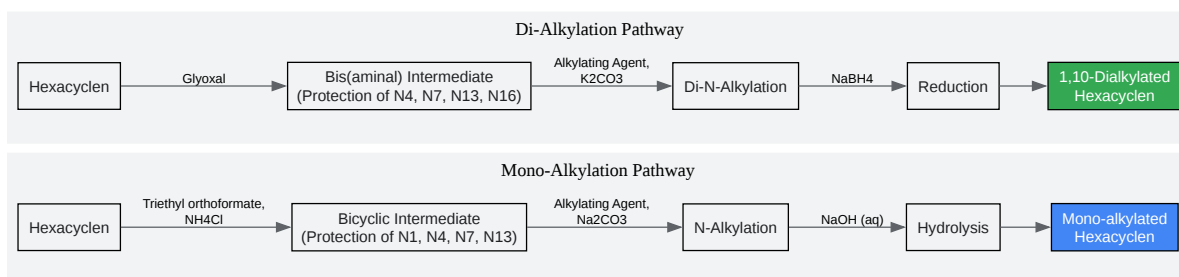 Di-Alkylation Pathway
Hexacyclen
Glyoxal
Bis(aminal) Intermediate
(Protection of N4, N7, N13, N16)
Alkylating Agent,
K2CO3
Di-N-Alkylation
NaBH4
Reduction
1,10-Dialkylated
Hexacyclen
Mono-Alkylation Pathway
Hexacyclen
Triethyl orthoformate,
NH4Cl
Bicyclic Intermediate
(Protection of N1, N4, N7, N13)
Alkylating Agent,
Na2CO3
N-Alkylation
NaOH (aq)
Hydrolysis
Mono-alkylated
Hexacyclen